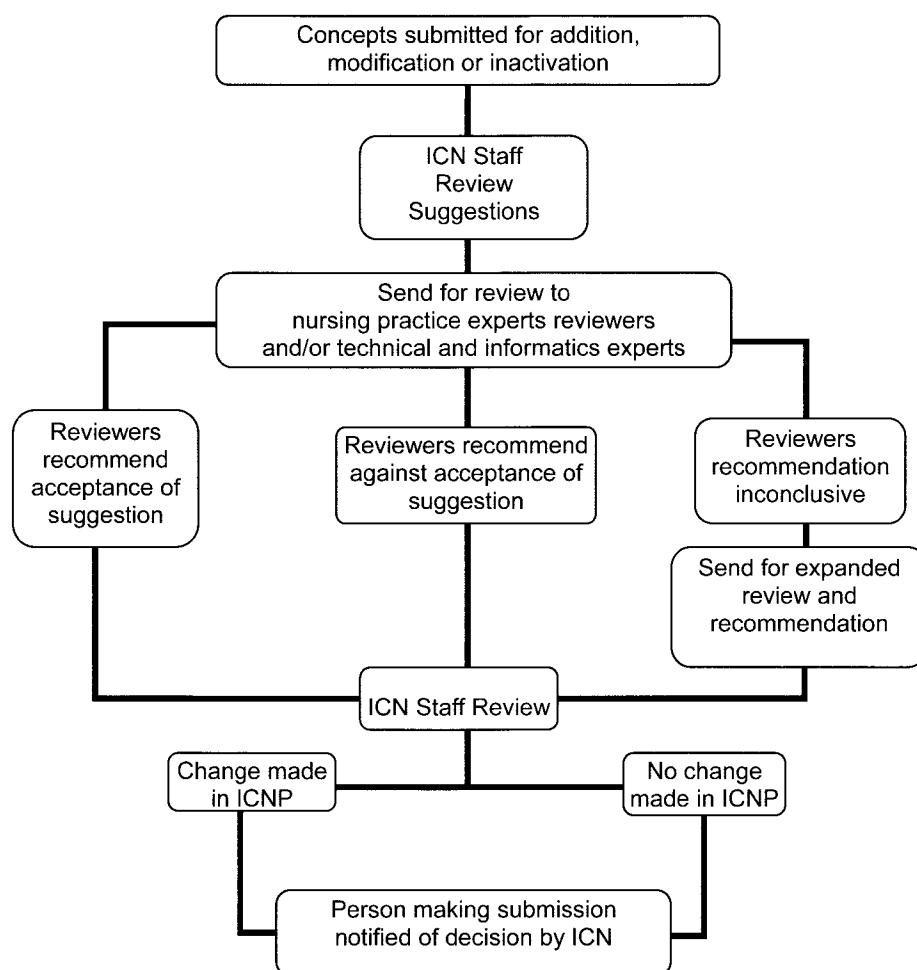 Concepts submitted for addition,
modification or inactivation
ICN Staff
Review
Suggestions
Send for review to
nursing practice experts reviewers
and/or technical and informatics experts
Reviewers
recommend
acceptance of
suggestion
Reviewers recommend
against acceptance of
suggestion
Reviewers
recommendation
inconclusive
Send for expanded
review and
recommendation
ICN Staff Review
Change made
in ICNP
No change
made in ICNP
Person making submission
notified of decision by ICN